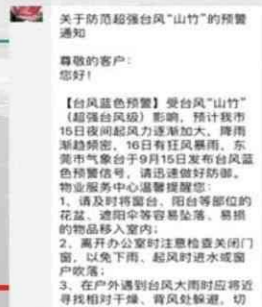 关于防范超强台风“山竹”的预警
通知
尊敬的客户:
您好!
【台风蓝色预警】受台风“山竹”
(超强台风级)影响,预计我市
15日夜间起风力逐渐加大,降雨
渐趋频密,16日有狂风暴雨。东
莞市气象台于9月15日发布台风蓝
色预警信号,请迅速做好防御。
物业服务中心温馨提醒您:
1、请及时将窗台、阳台等部位的
花盆、遮阳伞等容易坠落、易损
的物品移入室内;
2、离开办公室时注意检查关闭门
窗,以免下雨、起风时进水或窗
户吹落;
3、在户外遇到台风大雨时应将近
寻找相对干燥、背风处躲避,切